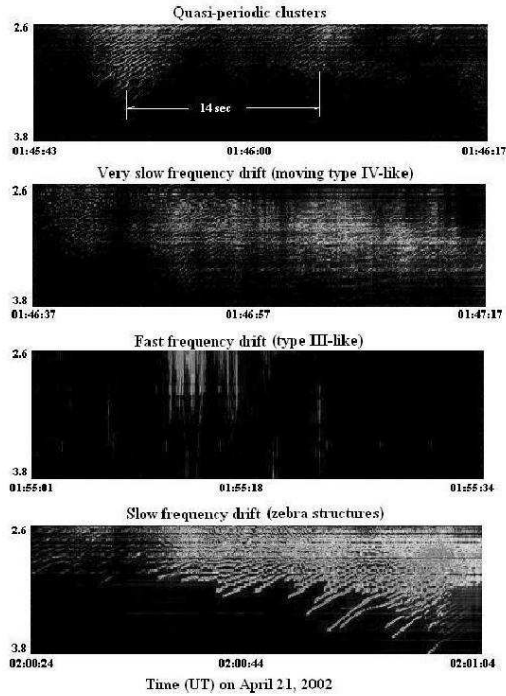 Quasi-periodic clusters
2.6
14 sec
3.8
01:45:43 01:46:00 01:46:17
Very slow frequency drift (moving type IV-like)
2.6
3.8
01:46:37 01:46:57 01:47:17
Fast frequency drift (type III-like)
2.6
3.8
01:55:01 01:55:18 01:55:34
Slow frequency drift (zebra structures)
2.6
3.8
02:00:24 02:00:44 02:01:04
Time (UT) on April 21, 2002